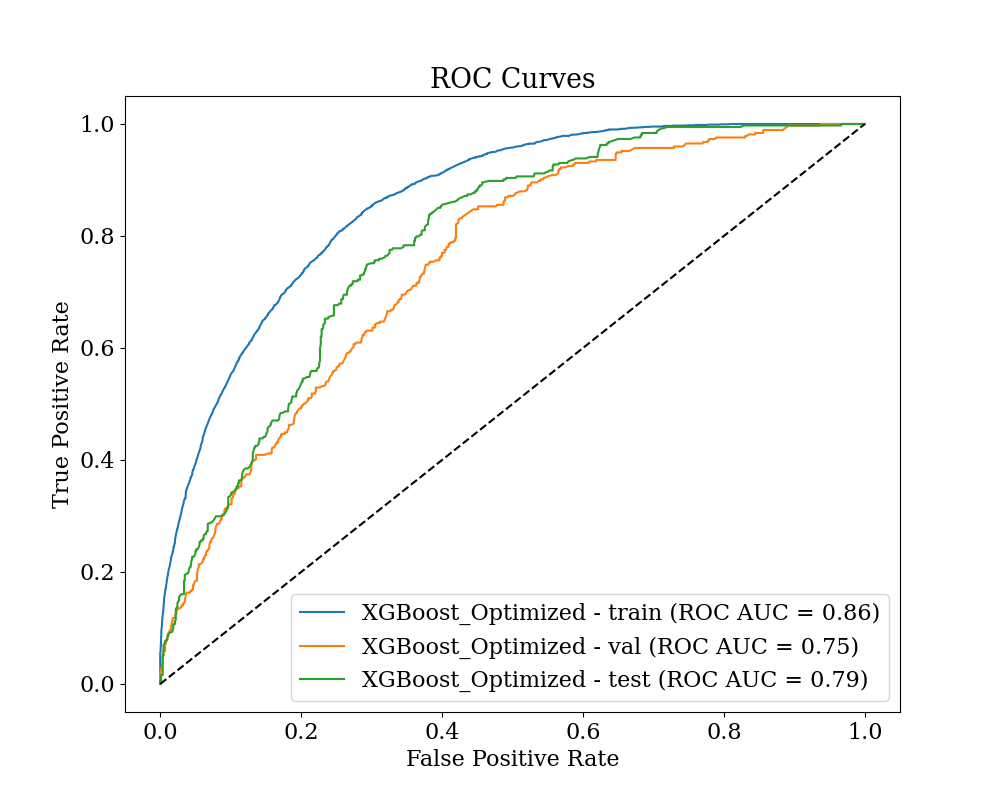 ROC Curves
True Positive Rate
1.0
0.8
0.6
0.4
0.2
0.0
XGBoost_Optimized - train (ROC AUC = 0.86)
XGBoost_Optimized - val (ROC AUC = 0.75)
XGBoost_Optimized - test (ROC AUC = 0.79)
0.0 0.2 0.4 0.6 0.8 1.0
False Positive Rate